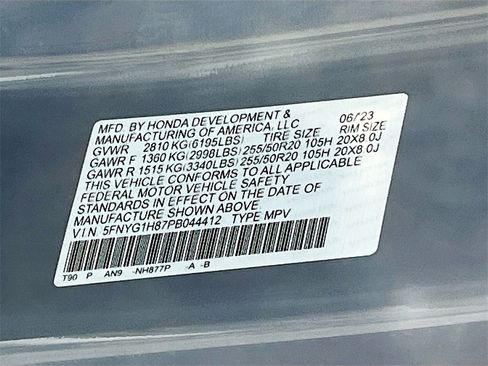 MFD. BY HONDA DEVELOPMENT & 06/23
MANUFACTURING OF AMERICA, LLC
GVWR 2810 KG(6195LBS) TIRE SIZE RIM SIZE
GAWR F 1360 KG(2998LBS) 255/50R20 105H 20X8.0J
GAWR R 1515 KG(3340LBS) 255/50R20 105H 20X8.0J
THIS VEHICLE CONFORMS TO ALL APPLICABLE
FEDERAL MOTOR VEHICLE SAFETY
STANDARDS IN EFFECT ON THE DATE OF
MANUFACTURE SHOWN ABOVE.
V.I.N. 5FNYG1H87PB044412 TYPE MPV
T90 P AN9 -NH877P -A -B